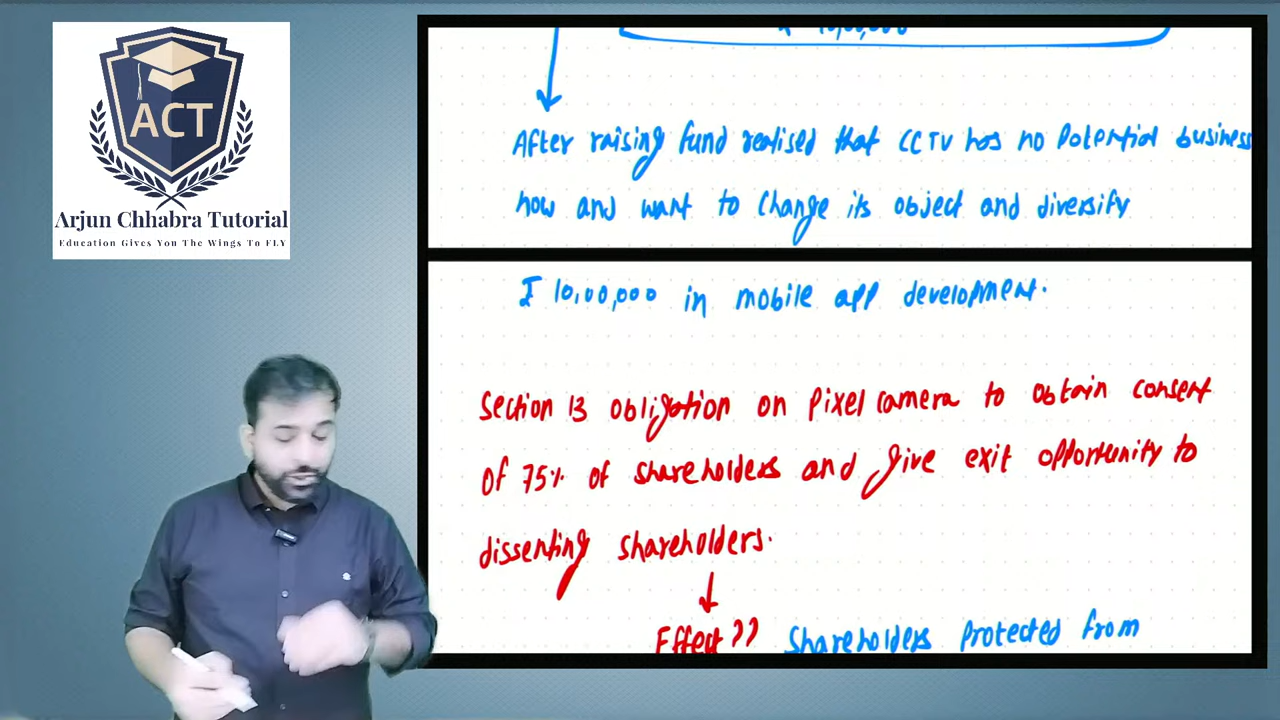 ACT
Arjun Chhabra Tutorial
Education Gives You The Wings To FLY
After raising fund realised that CCTV has no potential business
now and want to change its object and diversify
₹ 10,00,000 in mobile app development.
Section 13 obligation on Pixel camera to obtain consent
of 75% of shareholders and give exit opportunity to
dissenting shareholders.
Effect?? Shareholders protected from